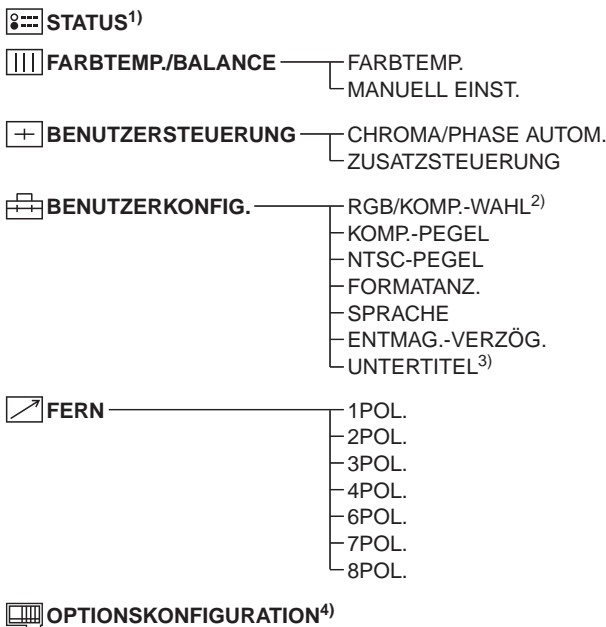 STATUS1)
FARBTEMP./BALANCE FARBTEMP.
MANUELL EINST.
BENUTZERSTEUERUNG CHROMA/PHASE AUTOM.
ZUSATZSTEUERUNG
BENUTZERKONFIG. RGB/KOMP.-WAHL2)
KOMP.-PEGEL
NTSC-PEGEL
FORMATANZ.
SPRACHE
ENTMAG.-VERZÖG.
UNTERTITEL3)
FERN 1POL.
2POL.
3POL.
4POL.
6POL.
7POL.
8POL.
OPTIONSKONFIGURATION4)